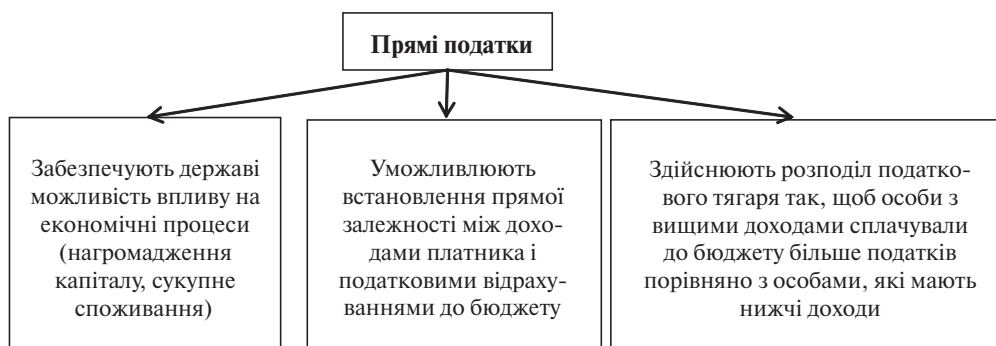 Прямі податки
Забезпечують державі
можливість впливу на
економічні процеси
(нагромадження
капіталу, сукупне
споживання)
Уможливлюють
встановлення прямої
залежності між дохо-
дами платника і
податковими відраху-
ваннями до бюджету
Здійснюють розподіл податко-
вого тягаря так, щоб особи з
вищими доходами сплачували
до бюджету більше податків
порівняно з особами, які мають
нижчі доходи